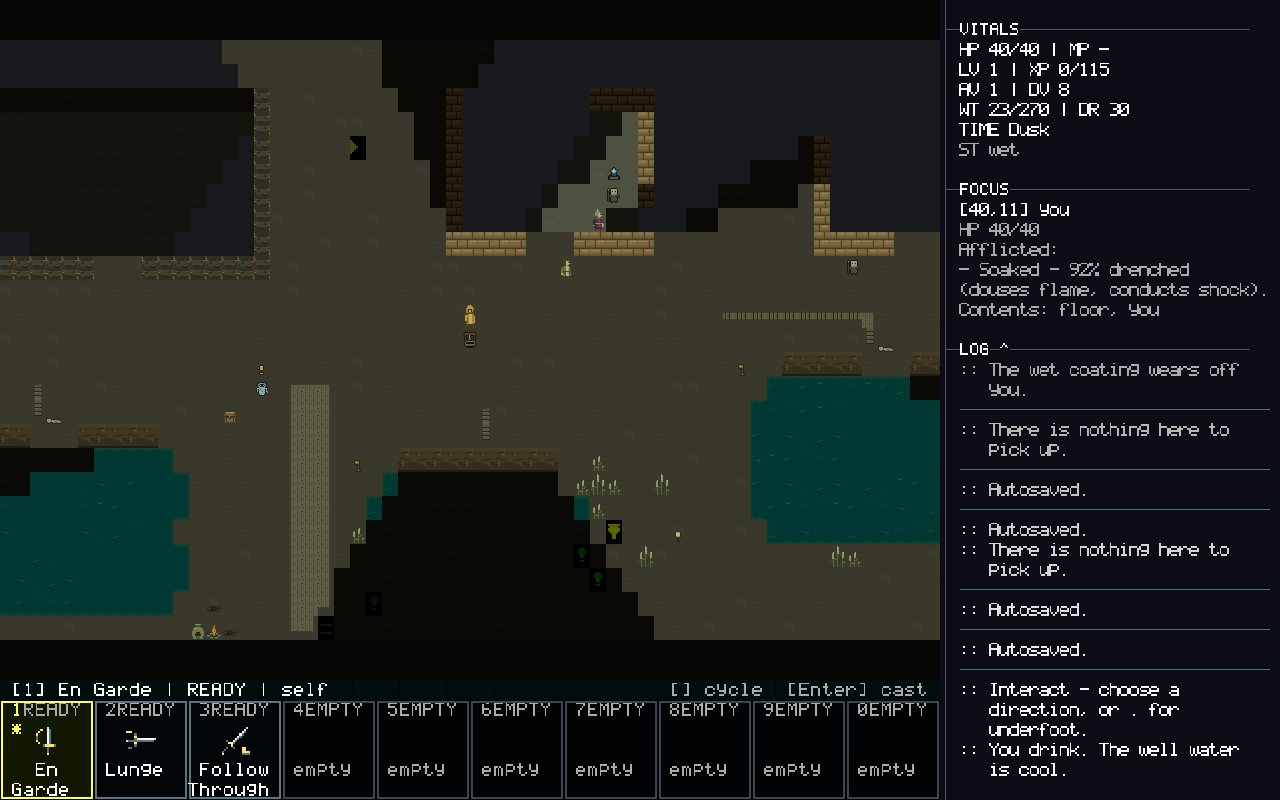 VITALS
HP 40/40 | MP -
LV 1 | XP 0/115
AV 1 | DV 8
WT 23/270 | DR 30
TIME Dusk
ST wet
FOCUS
[40,11] You
HP 40/40
Afflicted:
- Soaked - 92% drenched
(douses flame, conducts shock).
Contents: floor, You
LOG ^
:: The wet coating wears off
you.
:: There is nothing here to
Pick up.
:: Autosaved.
:: Autosaved.
:: There is nothing here to
Pick up.
:: Autosaved.
:: Autosaved.
:: Interact - choose a
direction, or . for
underfoot.
:: You drink. The well water
is cool.
[1] En Garde | READY | self
[] cycle [Enter] cast
1READY 2READY 3READY 4EMPTY 5EMPTY 6EMPTY 7EMPTY 8EMPTY 9EMPTY 0EMPTY
*
En Garde
Lunge
Follow Through
empty empty empty empty empty empty empty